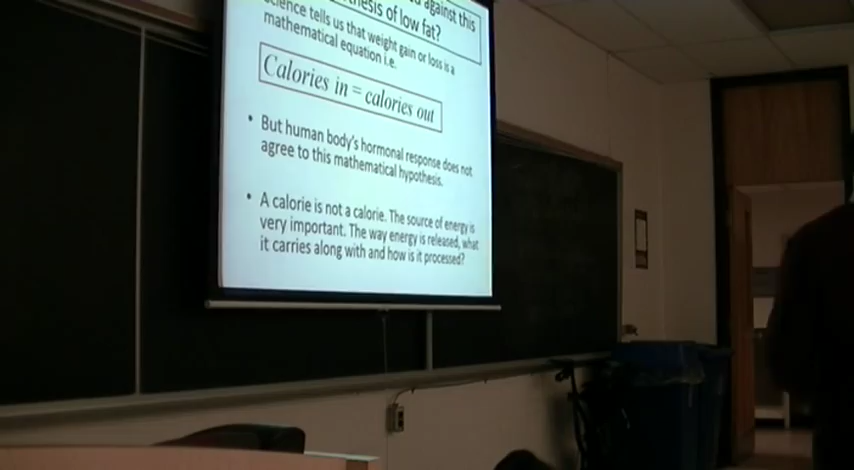 against this
hesis of low fat?
Science tells us that weight gain or loss is a
mathematical equation i.e.
Calories in = calories out
• But human body's hormonal response does not
agree to this mathematical hypothesis.
• A calorie is not a calorie. The source of energy is
very important. The way energy is released, what
it carries along with and how is it processed?